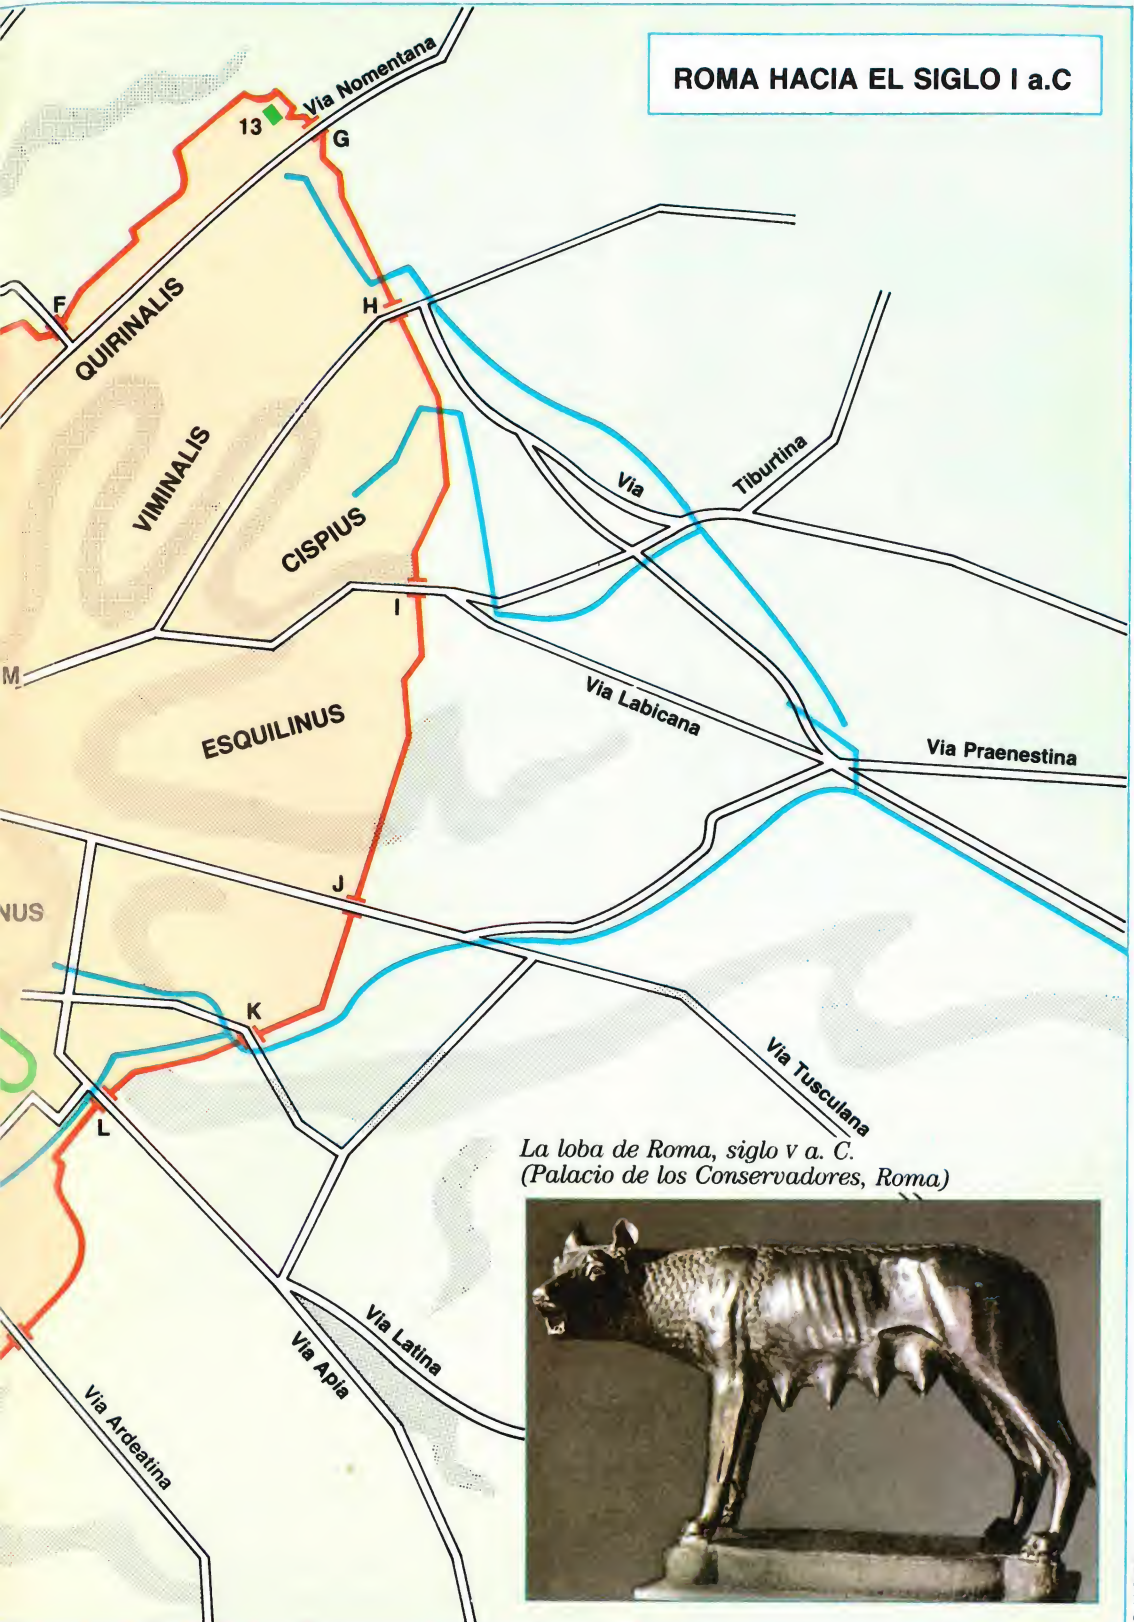 ROMA HACIA EL SIGLO I a.C
Via Nomentana
13
G
F
H
QUIRINALIS
VIMINALIS
CISPIUS
Via
Tiburtina
I
M
ESQUILINUS
Via Labicana
Via Praenestina
J
NUS
K
L
Via Tusculana
La loba de Roma, siglo V a. C.
(Palacio de los Conservadores, Roma)
Via Latina
Via Apia
Via Ardeatina